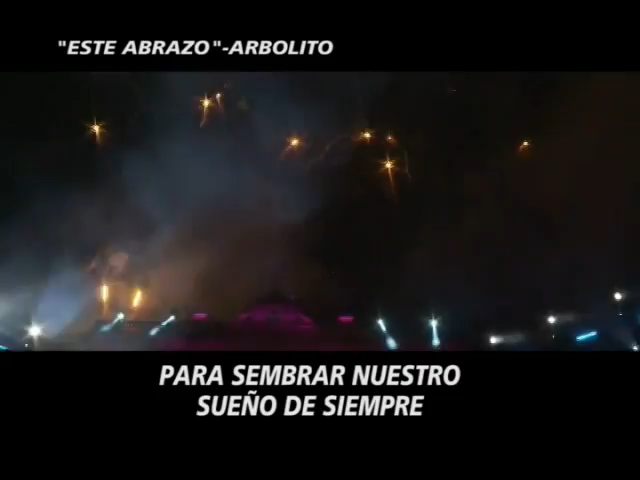 "ESTE ABRAZO"-ARBOLITO
PARA SEMBRAR NUESTRO
SUEÑO DE SIEMPRE